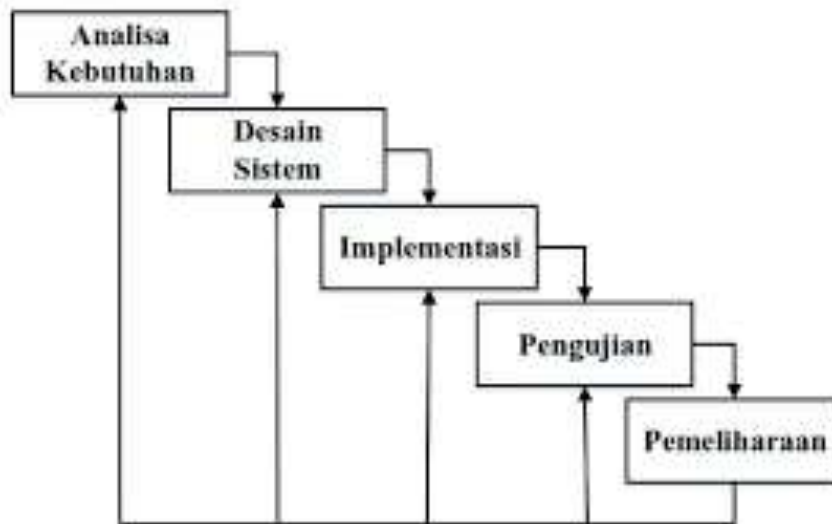 Analisa
Kebutuhan
Desain
Sistem
Implementasi
Pengujian
Pemeliharaan